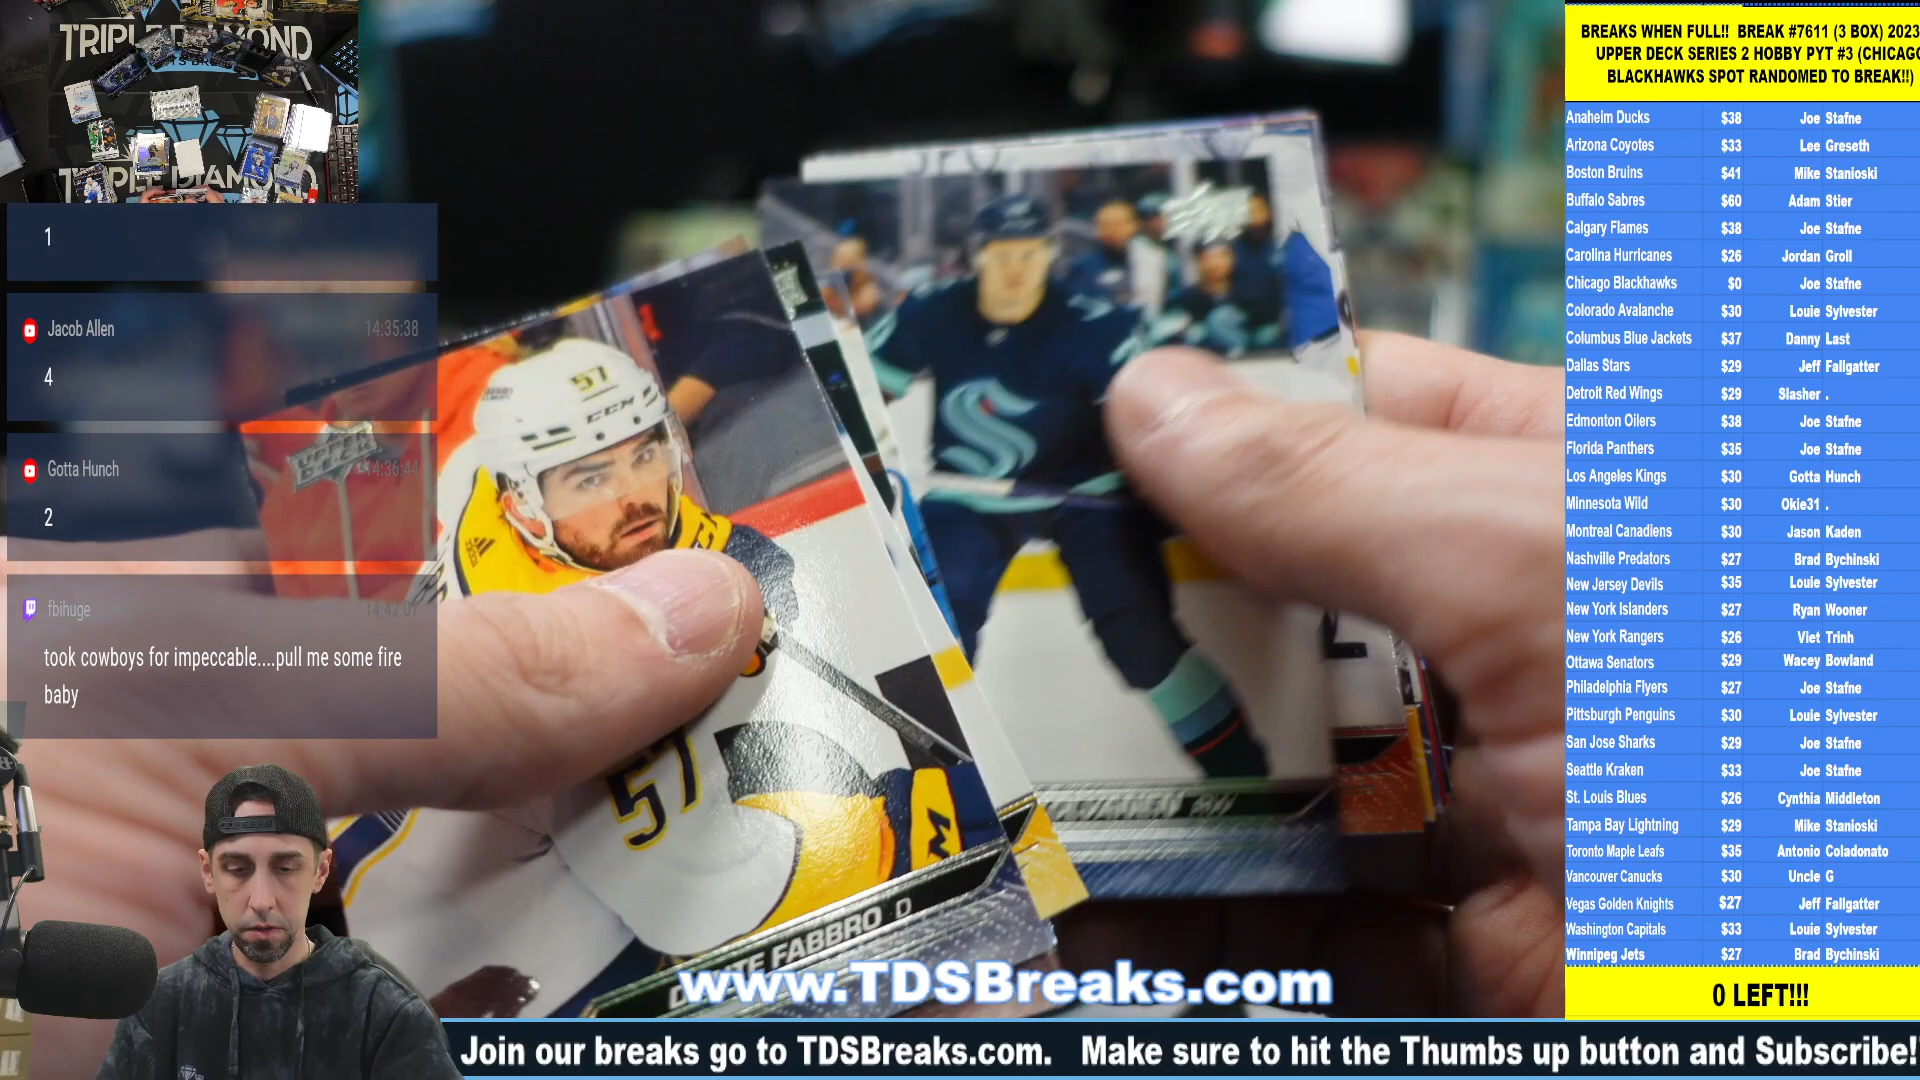 TRIPLE DIAMOND
TRIPLE DIAMOND
1
Jacob Allen 14:35:38
4
Gotta Hunch 14:36:44
2
fbihuge
took cowboys for impeccable....pull me some fire
baby
UPPER
DECK
57
CCM
57
FABBRO D
www.TDSBreaks.com
Join our breaks go to TDSBreaks.com. Make sure to hit the Thumbs up button and Subscribe!
BREAKS WHEN FULL!! BREAK #7611 (3 BOX) 2023
UPPER DECK SERIES 2 HOBBY PYT #3 (CHICAGO
BLACKHAWKS SPOT RANDOMED TO BREAK!!)
Anaheim Ducks $38 Joe Stafne
Arizona Coyotes $33 Lee Greseth
Boston Bruins $41 Mike Stanioski
Buffalo Sabres $60 Adam Stier
Calgary Flames $38 Joe Stafne
Carolina Hurricanes $26 Jordan Groll
Chicago Blackhawks $0 Joe Stafne
Colorado Avalanche $30 Louie Sylvester
Columbus Blue Jackets $37 Danny Last
Dallas Stars $29 Jeff Fallgatter
Detroit Red Wings $29 Slasher .
Edmonton Oilers $38 Joe Stafne
Florida Panthers $35 Joe Stafne
Los Angeles Kings $30 Gotta Hunch
Minnesota Wild $30 Okie31 .
Montreal Canadiens $30 Jason Kaden
Nashville Predators $27 Brad Bychinski
New Jersey Devils $35 Louie Sylvester
New York Islanders $27 Ryan Wooner
New York Rangers $26 Viet Trinh
Ottawa Senators $29 Wacey Bowland
Philadelphia Flyers $27 Joe Stafne
Pittsburgh Penguins $30 Louie Sylvester
San Jose Sharks $29 Joe Stafne
Seattle Kraken $33 Joe Stafne
St. Louis Blues $26 Cynthia Middleton
Tampa Bay Lightning $29 Mike Stanioski
Toronto Maple Leafs $35 Antonio Coladonato
Vancouver Canucks $30 Uncle G
Vegas Golden Knights $27 Jeff Fallgatter
Washington Capitals $33 Louie Sylvester
Winnipeg Jets $27 Brad Bychinski
0 LEFT!!!